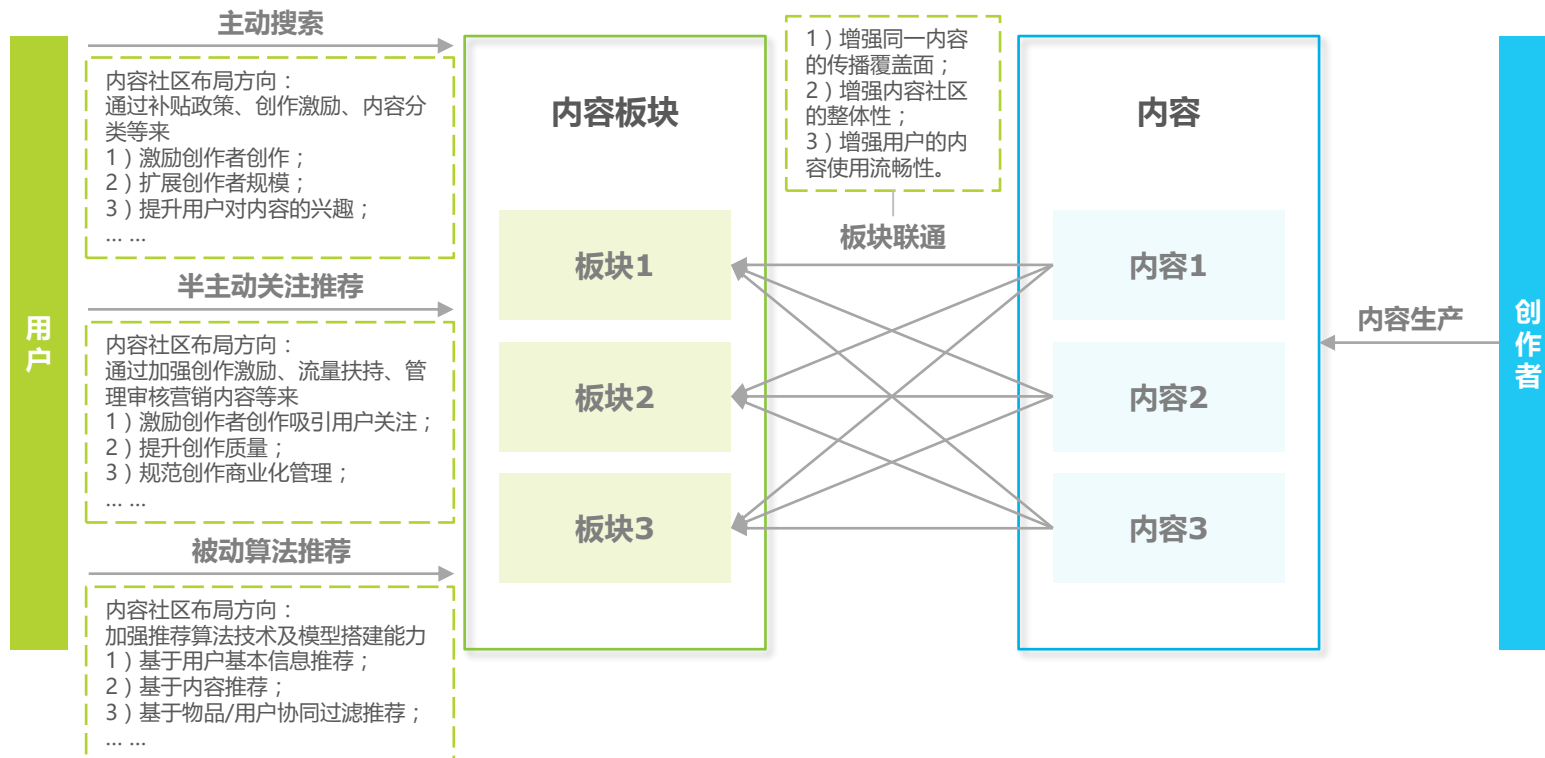 主动搜索
内容社区布局方向：
通过补贴政策、创作激励、内容分
类等来
1）激励创作者创作；
2）扩展创作者规模；
3）提升用户对内容的兴趣；
... ...
半主动关注推荐
内容社区布局方向：
通过加强创作激励、流量扶持、管
理审核营销内容等来
1）激励创作者创作吸引用户关注；
2）提升创作质量；
3）规范创作商业化管理；
... ...
被动算法推荐
内容社区布局方向：
加强推荐算法技术及模型搭建能力
1）基于用户基本信息推荐；
2）基于内容推荐；
3）基于物品/用户协同过滤推荐；
... ...
用户
内容板块
板块1
板块2
板块3
1）增强同一内容
的传播覆盖面；
2）增强内容社区
的整体性；
3）增强用户的内
容使用流畅性。
板块联通
内容
内容1
内容2
内容3
内容生产
创作者